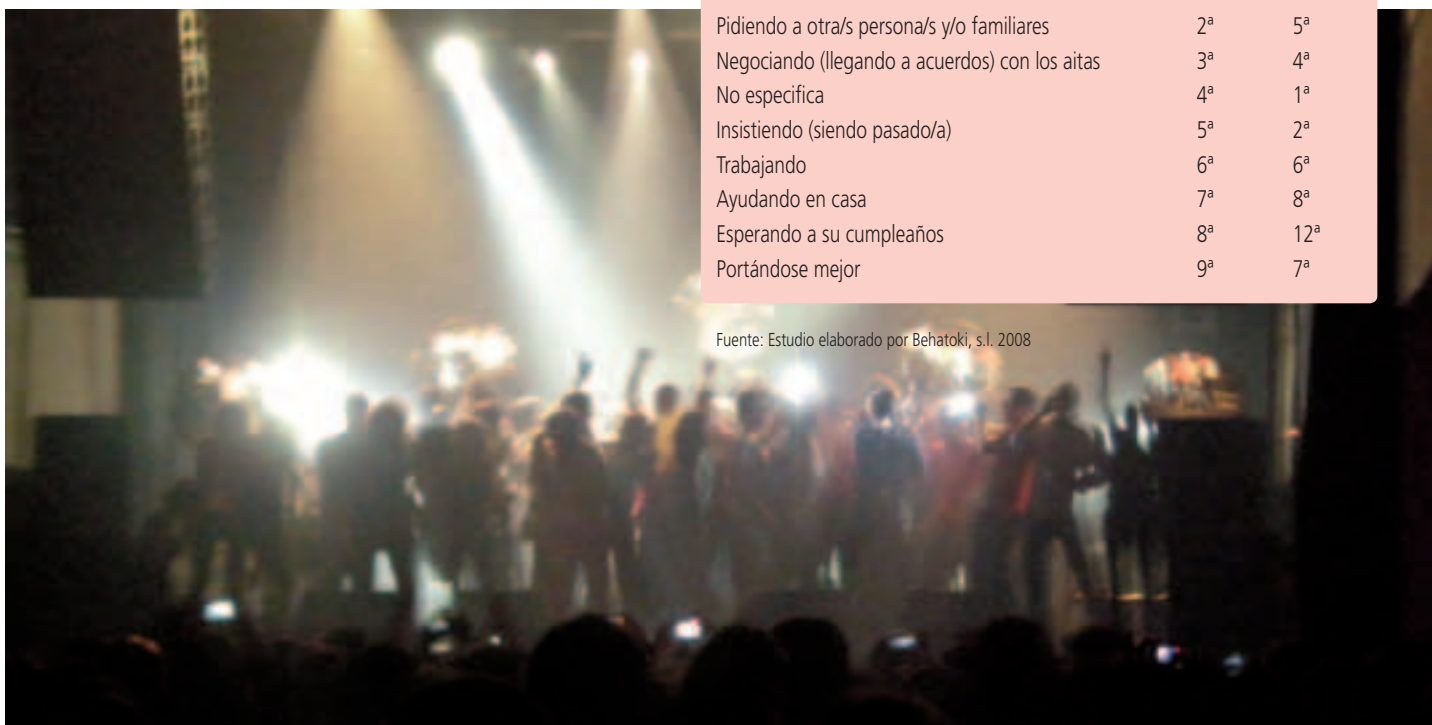 Pidiendo a otra/s persona/s y/o familiares 2ª 5ª
Negociando (llegando a acuerdos) con los aitas 3ª 4ª
No especifica 4ª 1ª
Insistiendo (siendo pasado/a) 5ª 2ª
Trabajando 6ª 6ª
Ayudando en casa 7ª 8ª
Esperando a su cumpleaños 8ª 12ª
Portándose mejor 9ª 7ª
Fuente: Estudio elaborado por Behatoki, s.l. 2008